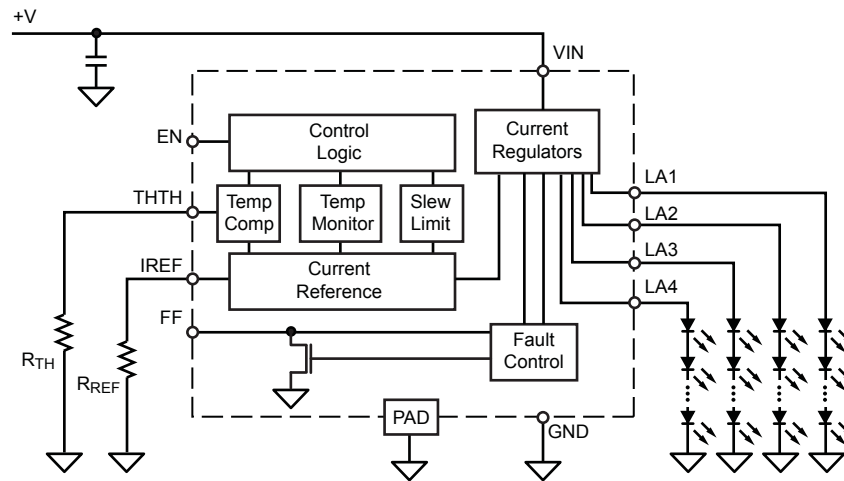 +V
VIN
EN
Control
Logic
Current
Regulators
THTH
Temp
Comp
Temp
Monitor
Slew
Limit
LA1
LA2
LA3
LA4
IREF
Current
Reference
FF
Fault
Control
RTH
RREF
PAD
GND